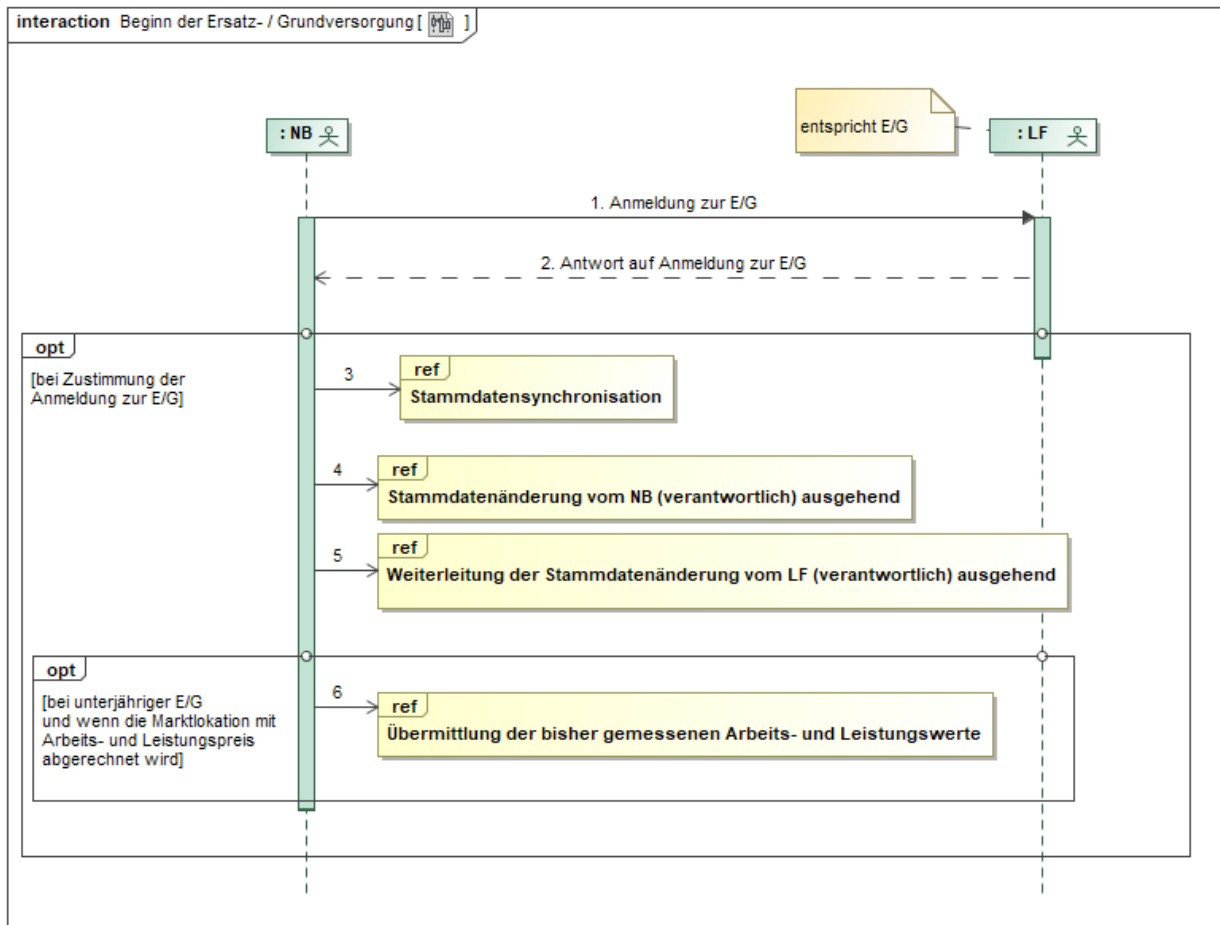 interaction Beginn der Ersatz- / Grundversorgung [ ]
entspricht E/G
: NB
: LF
1. Anmeldung zur E/G
2. Antwort auf Anmeldung zur E/G
opt
[bei Zustimmung der
Anmeldung zur E/G]
3
ref
Stammdatensynchronisation
4
ref
Stammdatenänderung vom NB (verantwortlich) ausgehend
5
ref
Weiterleitung der Stammdatenänderung vom LF (verantwortlich) ausgehend
opt
[bei unterjähriger E/G
und wenn die Marktlokation mit
Arbeits- und Leistungspreis
abgerechnet wird]
6
ref
Übermittlung der bisher gemessenen Arbeits- und Leistungswerte